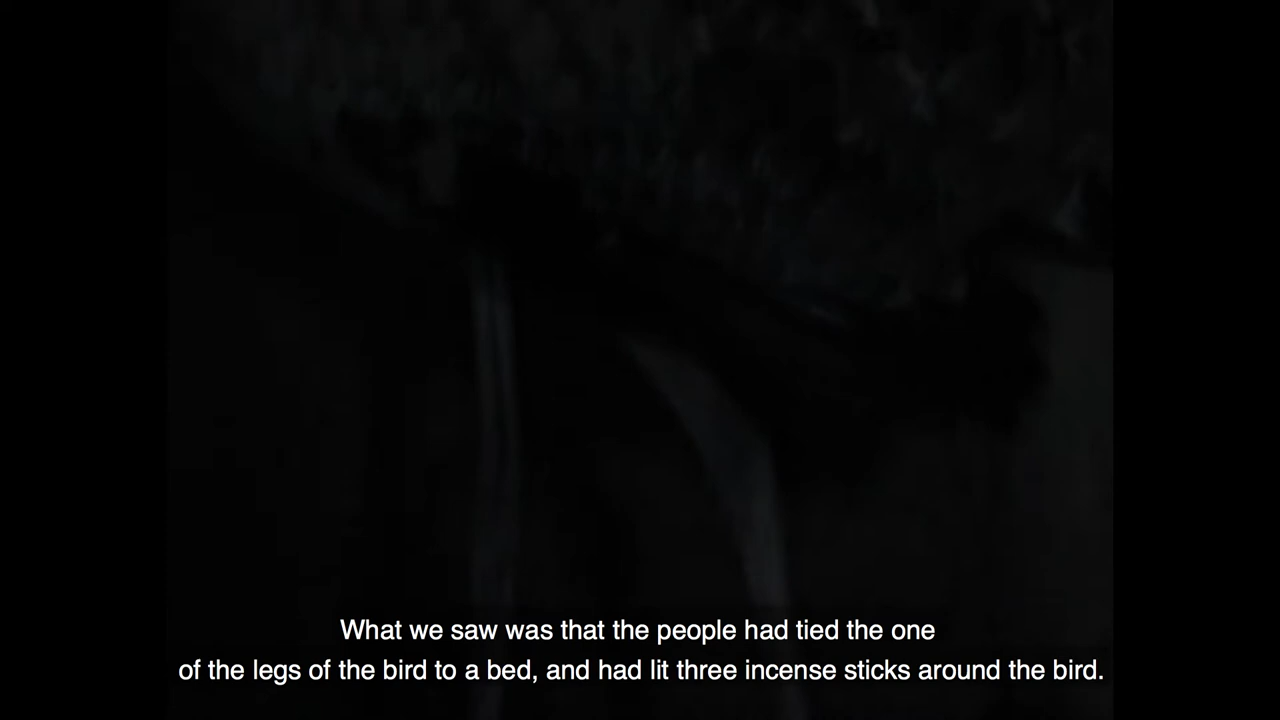 What we saw was that the people had tied the one
of the legs of the bird to a bed, and had lit three incense sticks around the bird.